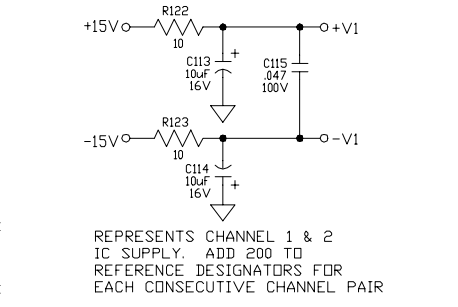 R122
+15V
10
+V1
+
C113
10uF
16V
C115
.047
100V
R123
-15V
10
-V1
C114
10uF
16V
+
REPRESENTS CHANNEL 1 & 2
IC SUPPLY. ADD 200 TO
REFERENCE DESIGNATORS FOR
EACH CONSECUTIVE CHANNEL PAIR